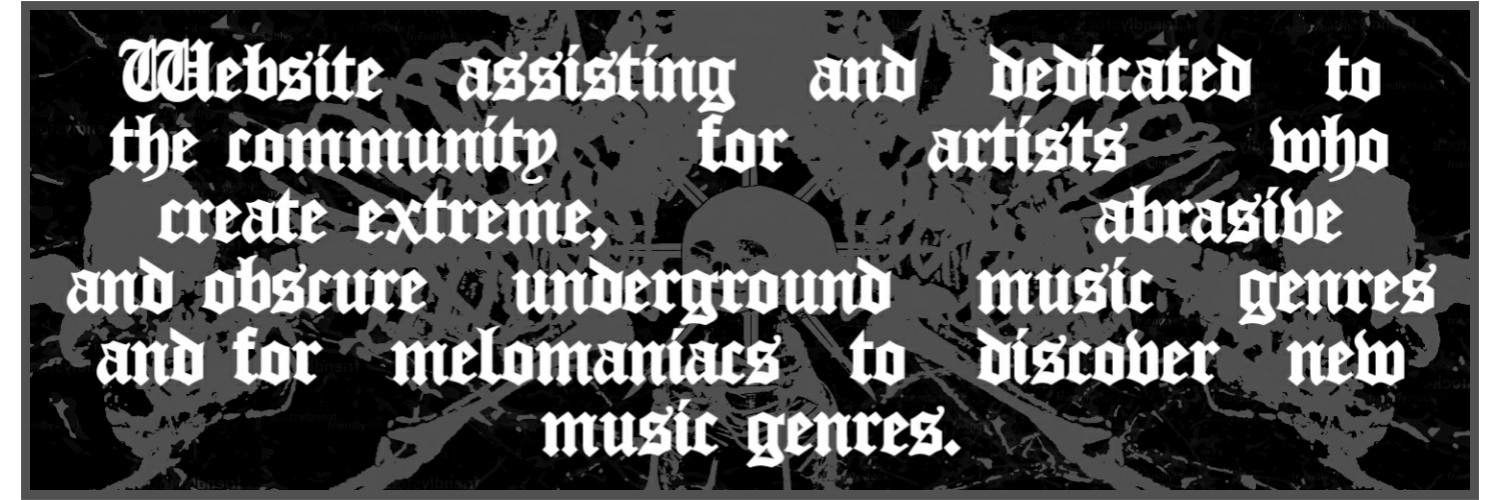 Website assisting and dedicated to
the community for artists who
create extreme, abrasive
and obscure underground music genres
and for melomaniacs to discover new
music genres.